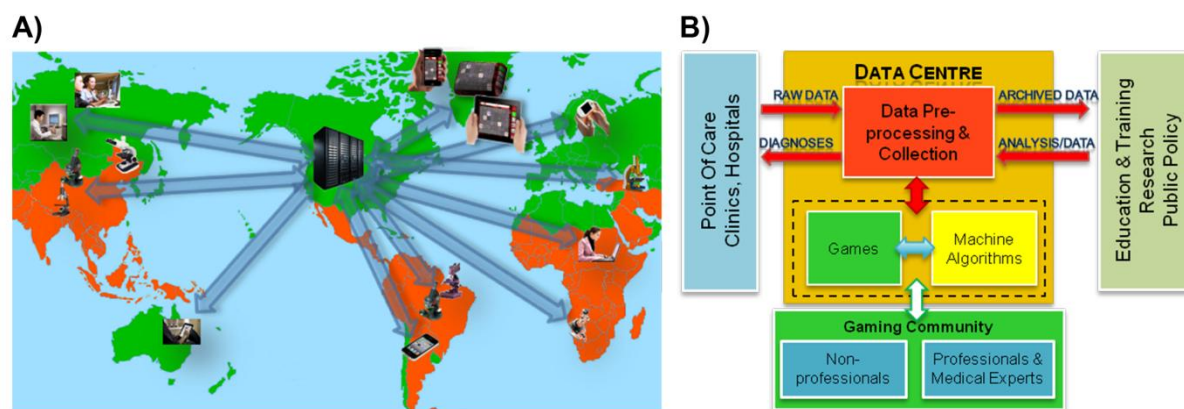 A)
B)
Point Of Care
Clinics, Hospitals
DATA CENTRE
RAW DATA
DIAGNOSES
Data Pre-
processing &
Collection
ARCHIVED DATA
ANALYSIS/DATA
Games
Machine
Algorithms
Gaming Community
Non-
professionals
Professionals &
Medical Experts
Education & Training
Research
Public Policy